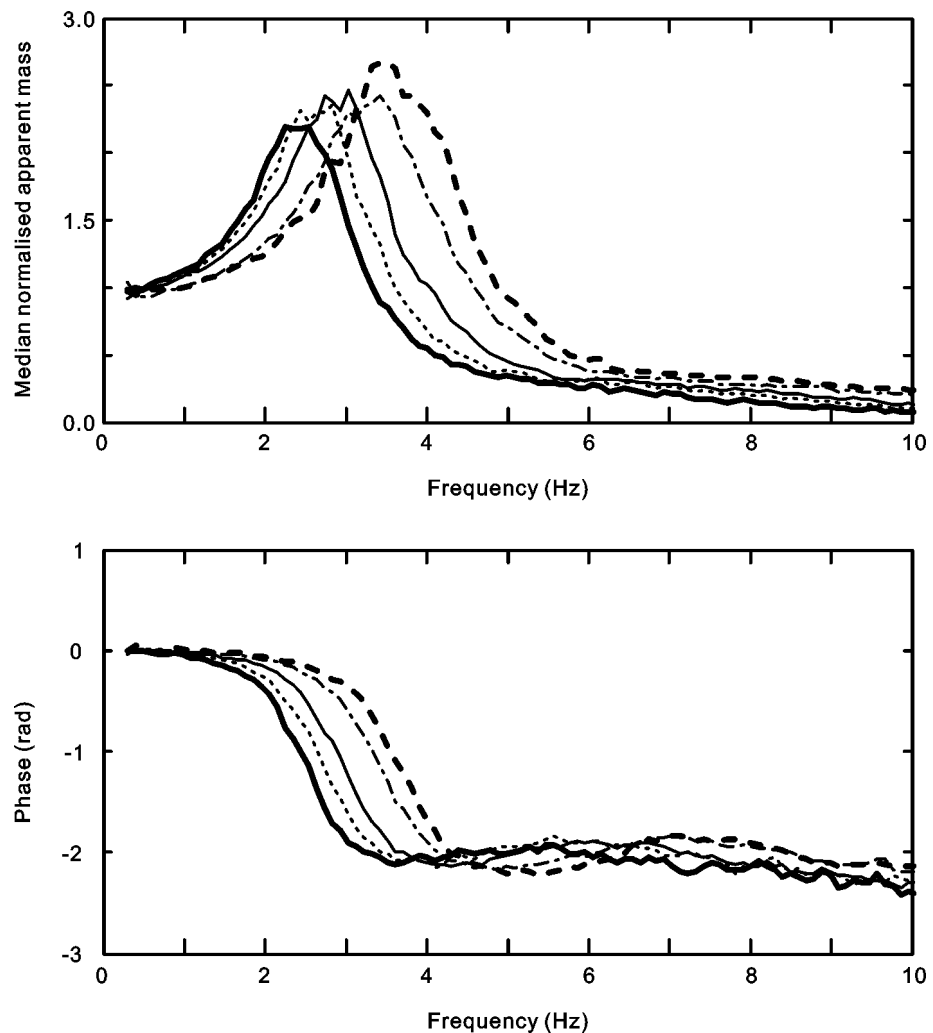 3.0
Median normalised apparent mass
1.5
0.0
0 2 4 6 8 10
Frequency (Hz)
1
0
Phase (rad)
-1
-2
-3
0 2 4 6 8 10
Frequency (Hz)